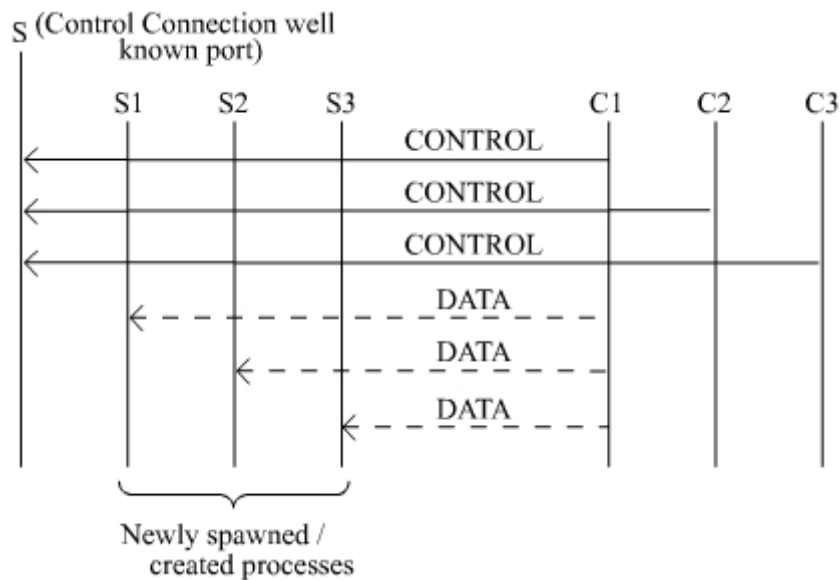 S (Control Connection well
known port)
S1 S2 S3 C1 C2 C3
CONTROL
CONTROL
CONTROL
DATA
DATA
DATA
Newly spawned /
created processes